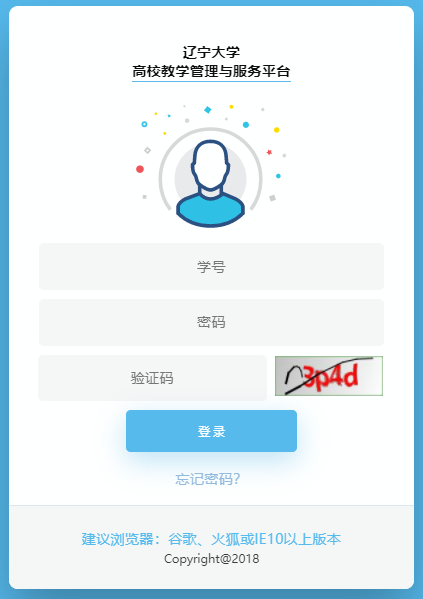 辽宁大学
高校教学管理与服务平台
学号
密码
验证码
3p4d
登录
忘记密码?
建议浏览器：谷歌、火狐或IE10以上版本
Copyright@2018